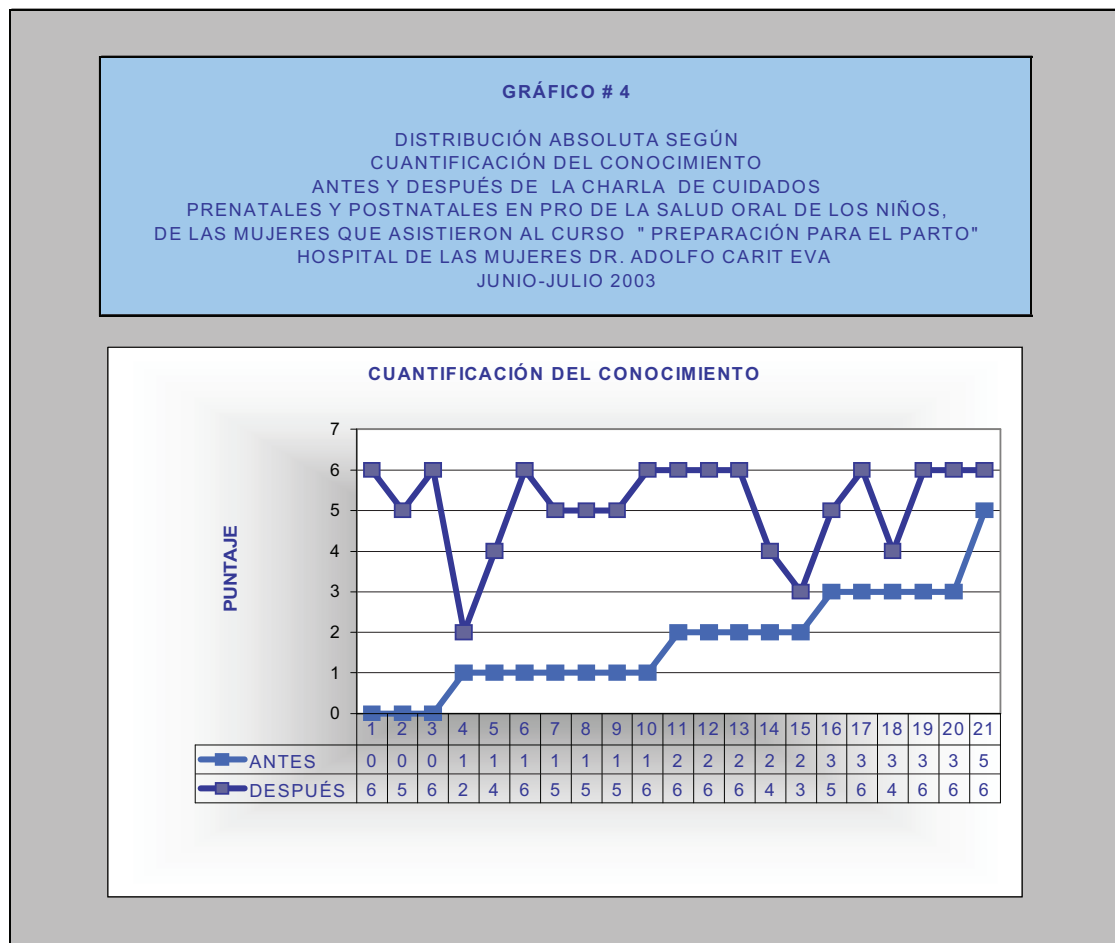 GRÁFICO # 4
DISTRIBUCIÓN ABSOLUTA SEGÚN
CUANTIFICACIÓN DEL CONOCIMIENTO
ANTES Y DESPUÉS DE LA CHARLA DE CUIDADOS
PRENATALES Y POSTNATALES EN PRO DE LA SALUD ORAL DE LOS NIÑOS,
DE LAS MUJERES QUE ASISTIERON AL CURSO " PREPARACIÓN PARA EL PARTO"
HOSPITAL DE LAS MUJERES DR. ADOLFO CARIT EVA
JUNIO-JULIO 2003
CUANTIFICACIÓN DEL CONOCIMIENTO
PUNTAJE
7
6
5
4
3
2
1
0
1 2 3 4 5 6 7 8 9 10 11 12 13 14 15 16 17 18 19 20 21
ANTES 0 0 0 1 1 1 1 1 1 1 2 2 2 2 2 3 3 3 3 3 5
DESPUÉS 6 5 6 2 4 6 5 5 5 6 6 6 6 4 3 5 6 4 6 6 6